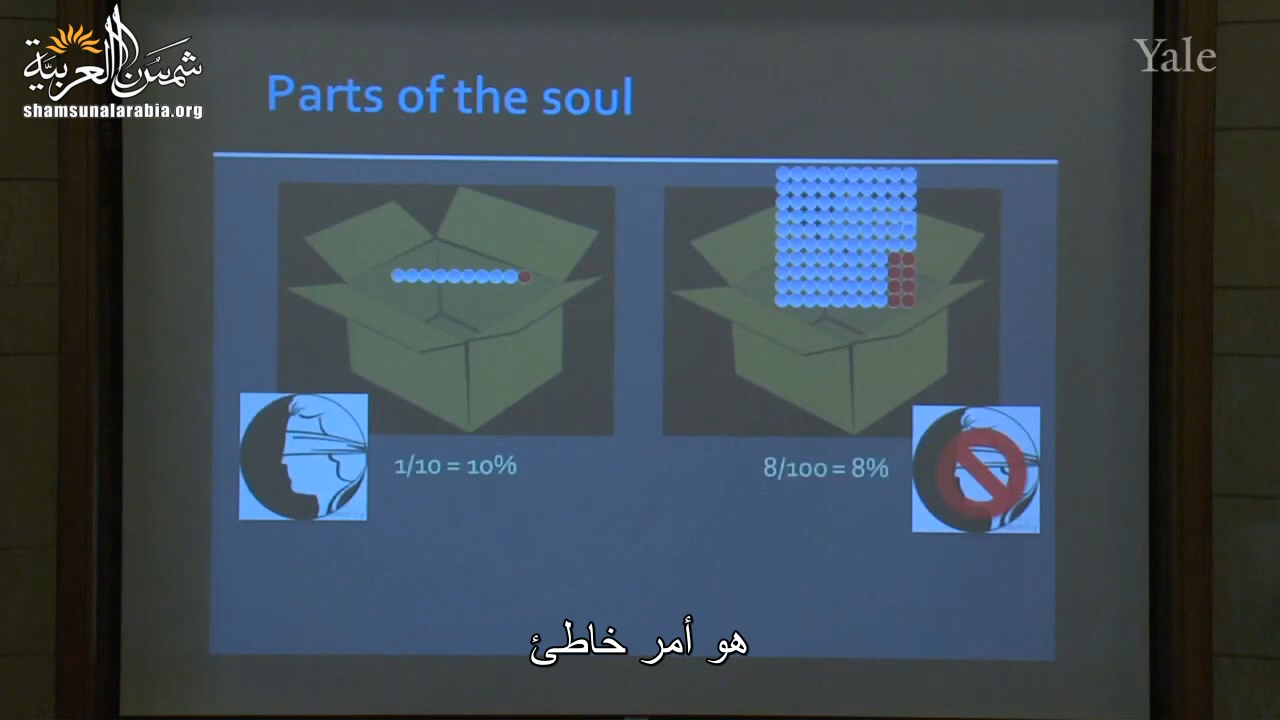 شمس العربية
shamsunalarabia.org
Yale
Parts of the soul
1/10 = 10%
8/100 = 8%
هو أمر خاطئ